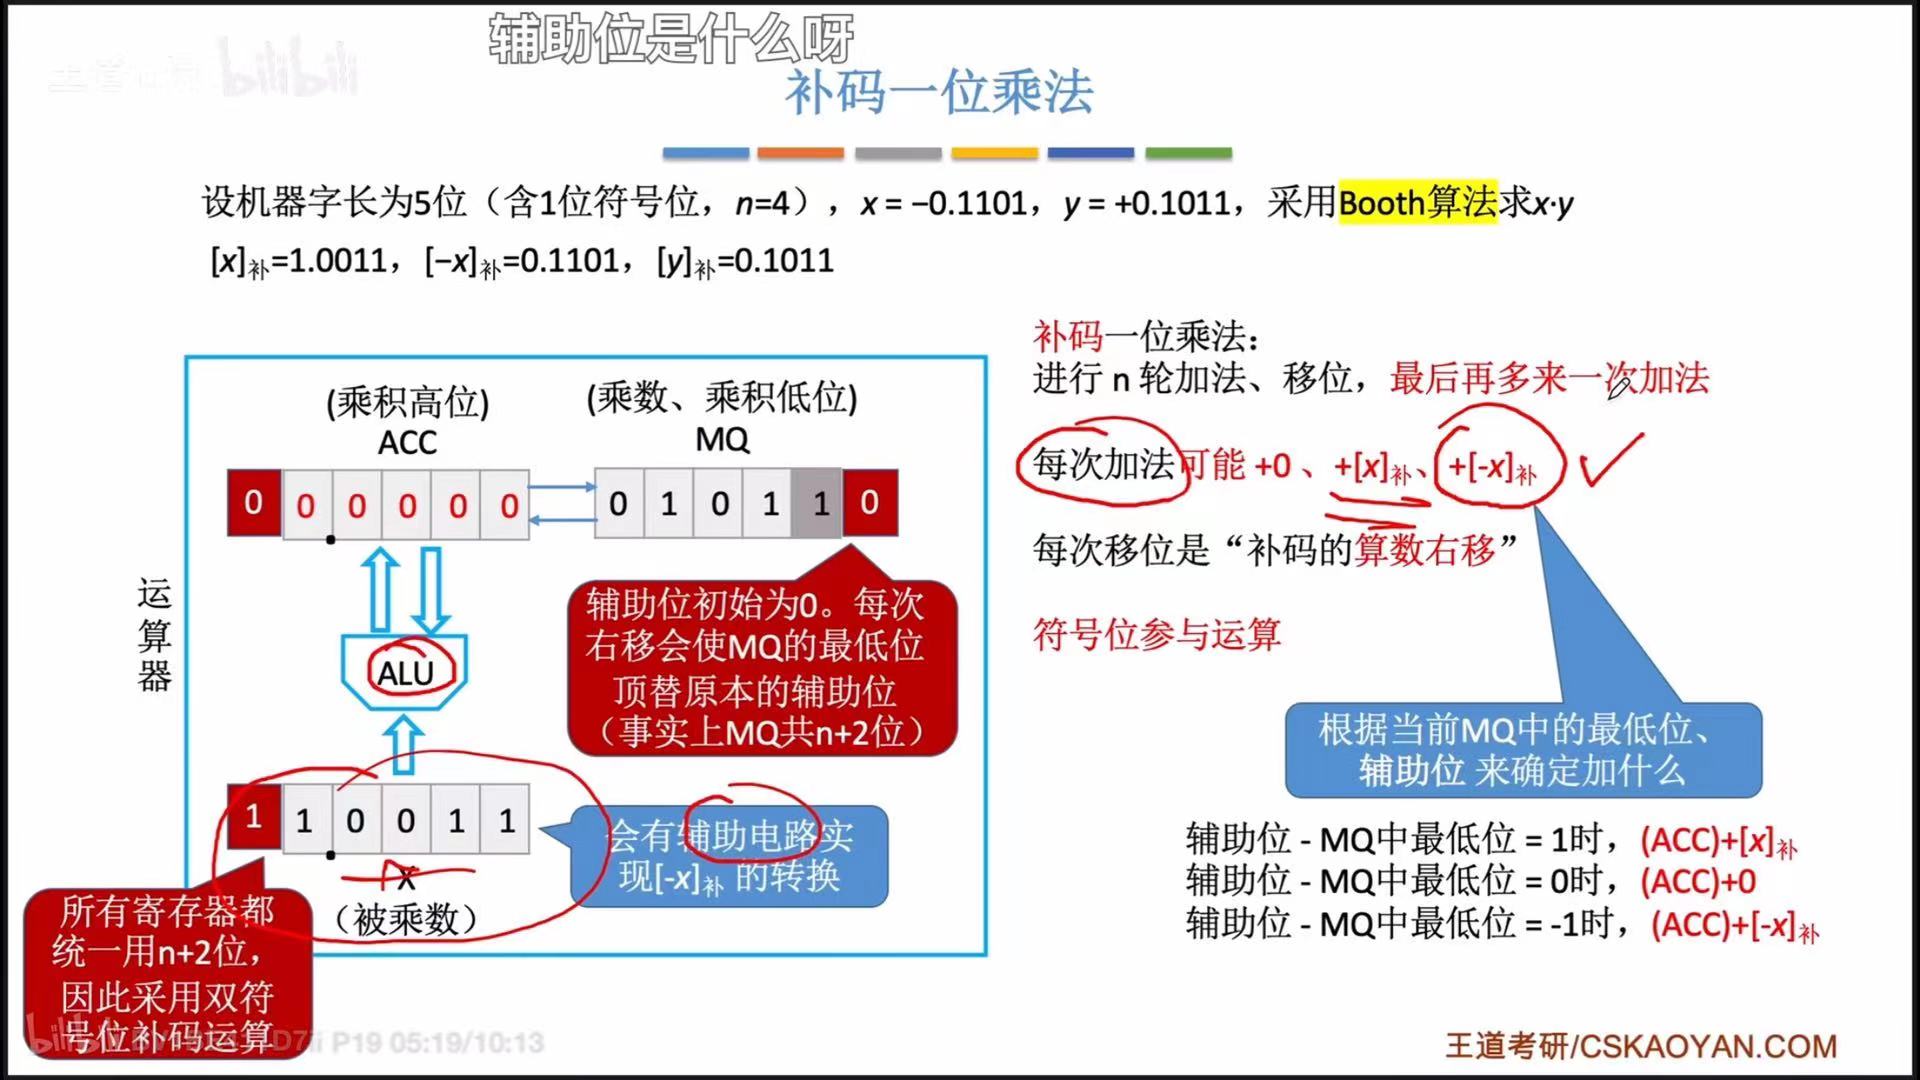 辅助位是什么呀
bilibili
补码一位乘法
设机器字长为5位（含1位符号位，n=4），x = −0.1101，y = +0.1011，采用Booth算法求x·y
[x]补=1.0011，[−x]补=0.1101，[y]补=0.1011
补码一位乘法：
进行 n 轮加法、移位，最后再多来一次加法
每次加法可能 +0 、+[x]补、+[-x]补
每次移位是“补码的算数右移”
符号位参与运算
根据当前MQ中的最低位、
辅助位 来确定加什么
辅助位 - MQ中最低位 = 1时，(ACC)+[x]补
辅助位 - MQ中最低位 = 0时，(ACC)+0
辅助位 - MQ中最低位 = -1时，(ACC)+[-x]补
运算器
(乘积高位)
ACC
(乘数、乘积低位)
MQ
0 0 0 0 0 0
0 1 0 1 1 0
辅助位初始为0。每次
右移会使MQ的最低位
顶替原本的辅助位
（事实上MQ共n+2位）
ALU
1 1 0 0 1 1
x
（被乘数）
会有辅助电路实
现[-x]补 的转换
所有寄存器都
统一用n+2位，
因此采用双符
号位补码运算
bilibili
P19 05:19/10:13
王道考研/CSKAOYAN.COM